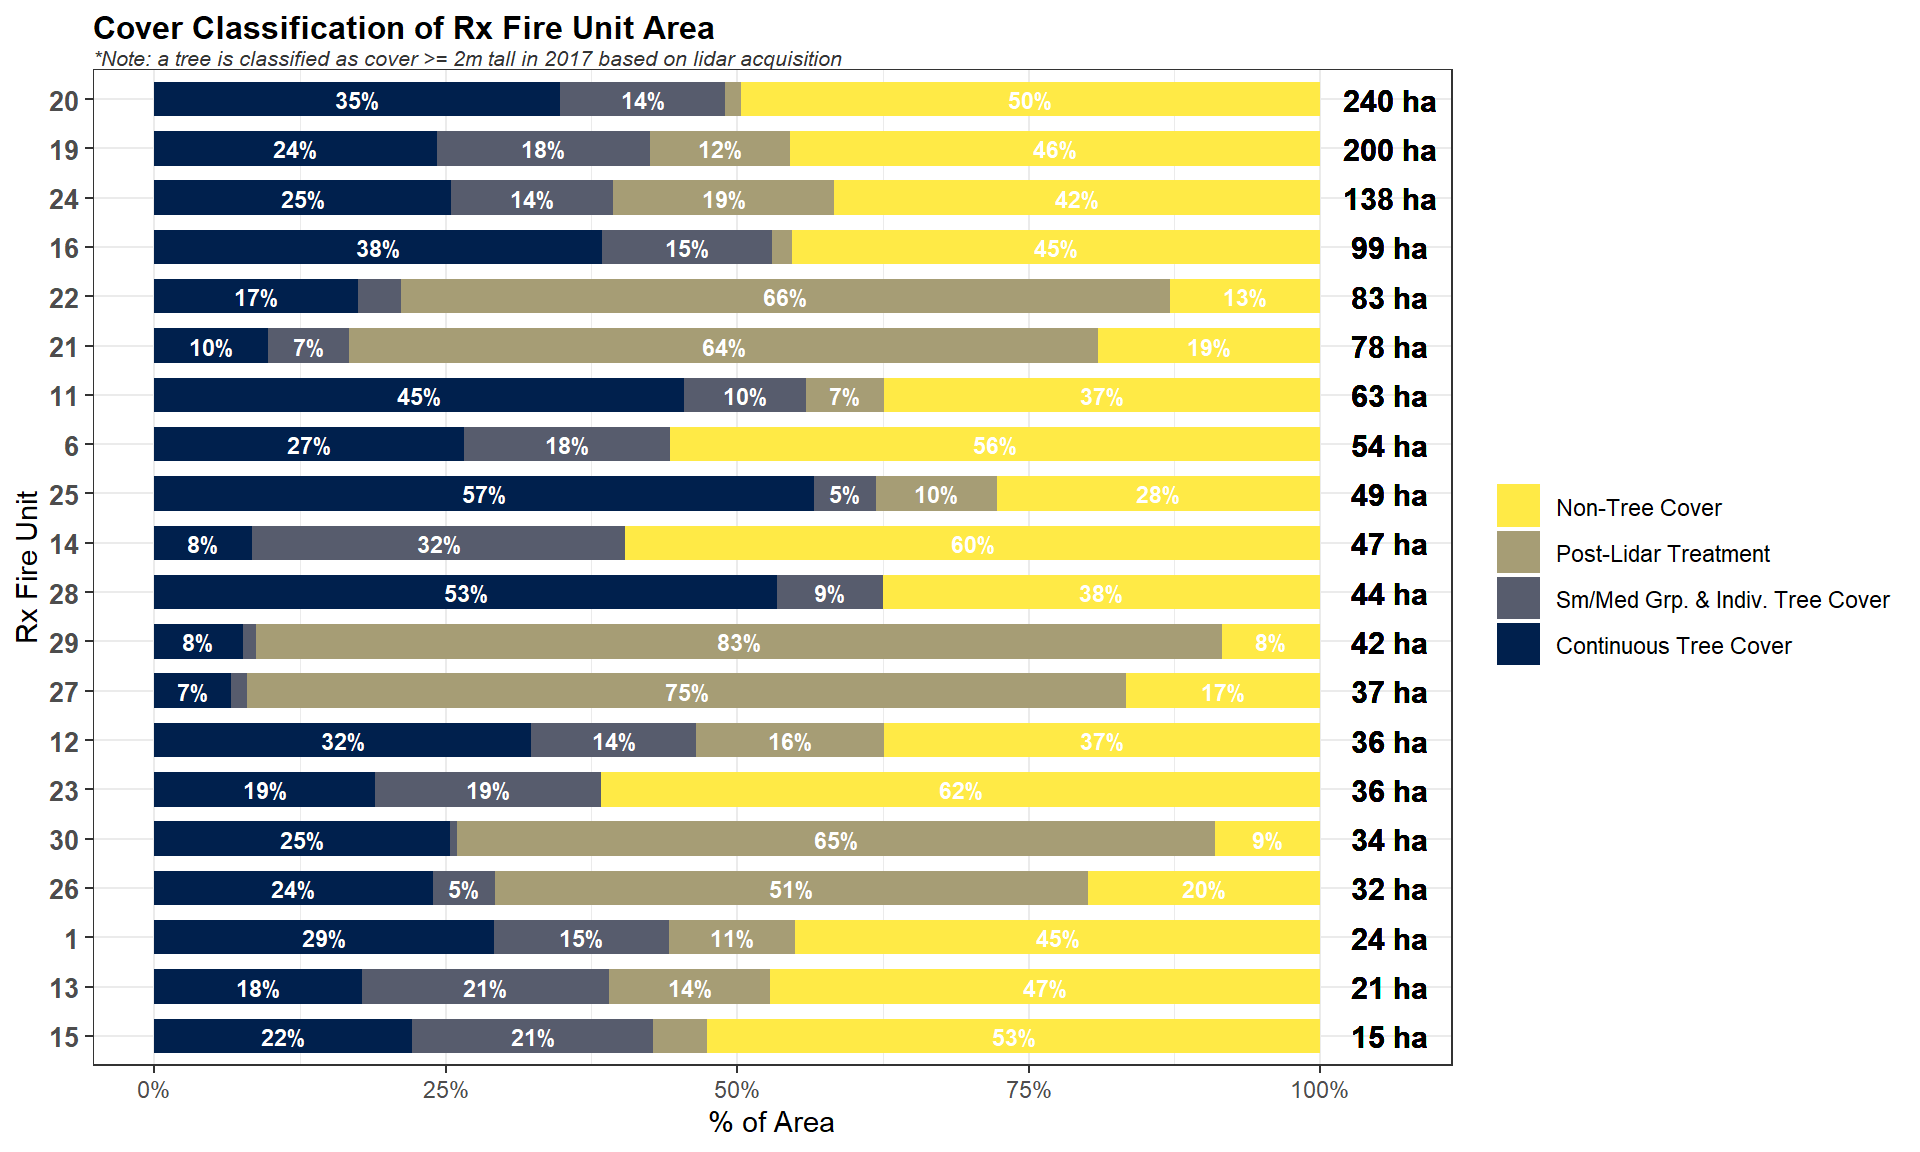 Cover Classification of Rx Fire Unit Area
*Note: a tree is classified as cover >= 2m tall in 2017 based on lidar acquisition
20 35% 14% 50% 240 ha
19 24% 18% 12% 46% 200 ha
24 25% 14% 19% 42% 138 ha
16 38% 15% 45% 99 ha
22 17% 66% 13% 83 ha
21 10% 7% 64% 19% 78 ha
11 45% 10% 7% 37% 63 ha
6 27% 18% 56% 54 ha
25 57% 5% 10% 28% 49 ha
14 8% 32% 60% 47 ha
28 53% 9% 38% 44 ha
29 8% 83% 8% 42 ha
27 7% 75% 17% 37 ha
12 32% 14% 16% 37% 36 ha
23 19% 19% 62% 36 ha
30 25% 65% 9% 34 ha
26 24% 5% 51% 20% 32 ha
1 29% 15% 11% 45% 24 ha
13 18% 21% 14% 47% 21 ha
15 22% 21% 53% 15 ha
0% 25% 50% 75% 100%
% of Area
Rx Fire Unit
Non-Tree Cover
Post-Lidar Treatment
Sm/Med Grp. & Indiv. Tree Cover
Continuous Tree Cover